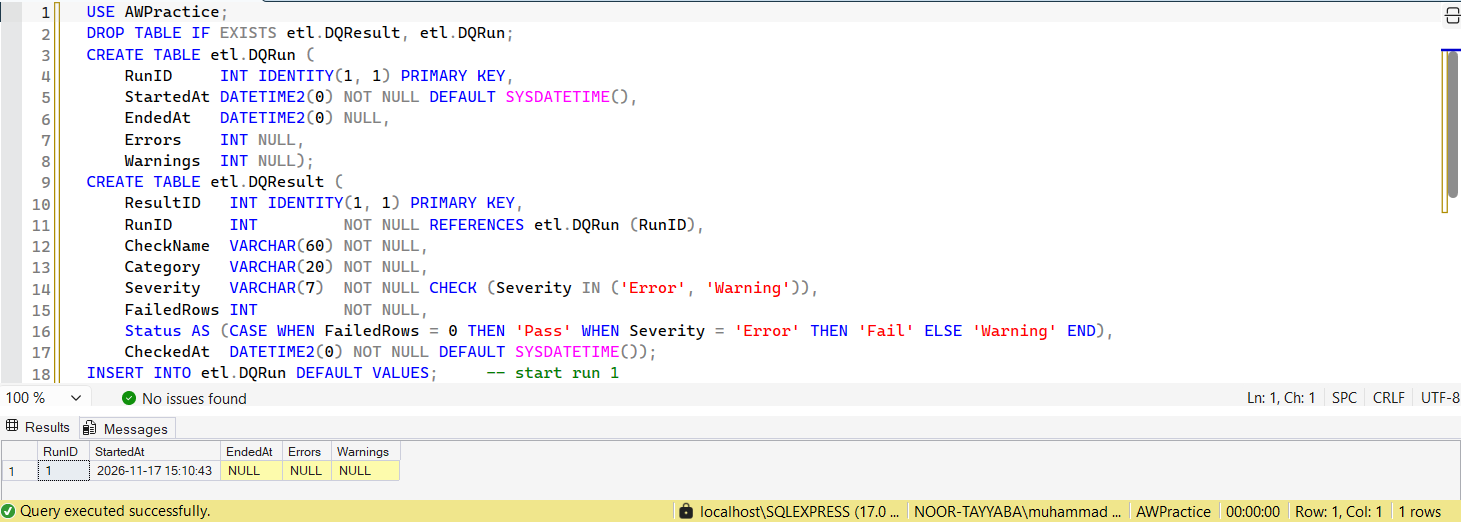 1 USE AWPractice;
2 DROP TABLE IF EXISTS etl.DQResult, etl.DQRun;
3 CREATE TABLE etl.DQRun (
4     RunID     INT IDENTITY(1, 1) PRIMARY KEY,
5     StartedAt DATETIME2(0) NOT NULL DEFAULT SYSDATETIME(),
6     EndedAt   DATETIME2(0) NULL,
7     Errors    INT NULL,
8     Warnings  INT NULL);
9 CREATE TABLE etl.DQResult (
10     ResultID   INT IDENTITY(1, 1) PRIMARY KEY,
11     RunID      INT         NOT NULL REFERENCES etl.DQRun (RunID),
12     CheckName  VARCHAR(60) NOT NULL,
13     Category   VARCHAR(20) NOT NULL,
14     Severity   VARCHAR(7)  NOT NULL CHECK (Severity IN ('Error', 'Warning')),
15     FailedRows INT         NOT NULL,
16     Status AS (CASE WHEN FailedRows = 0 THEN 'Pass' WHEN Severity = 'Error' THEN 'Fail' ELSE 'Warning' END),
17     CheckedAt  DATETIME2(0) NOT NULL DEFAULT SYSDATETIME());
18 INSERT INTO etl.DQRun DEFAULT VALUES;     -- start run 1
100 % No issues found Ln: 1, Ch: 1 SPC CRLF UTF-8
Results Messages
RunID StartedAt EndedAt Errors Warnings
1 1 2026-11-17 15:10:43 NULL NULL NULL
Query executed successfully. localhost\SQLEXPRESS (17.0 ... NOOR-TAYYABA\muhammad ... AWPractice 00:00:00 Row: 1, Col: 1 1 rows